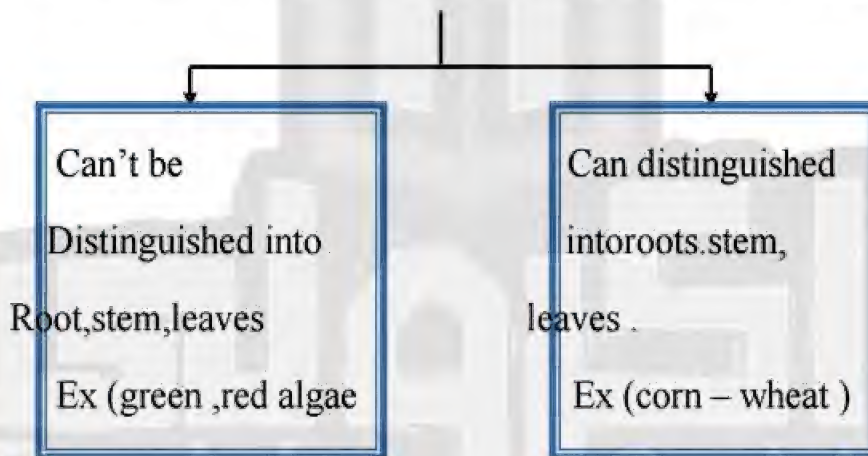 Can't be
Distinguished into
Root,stem,leaves
Ex (green ,red algae
Can distinguished
intoroots.stem,
leaves .
Ex (corn – wheat )